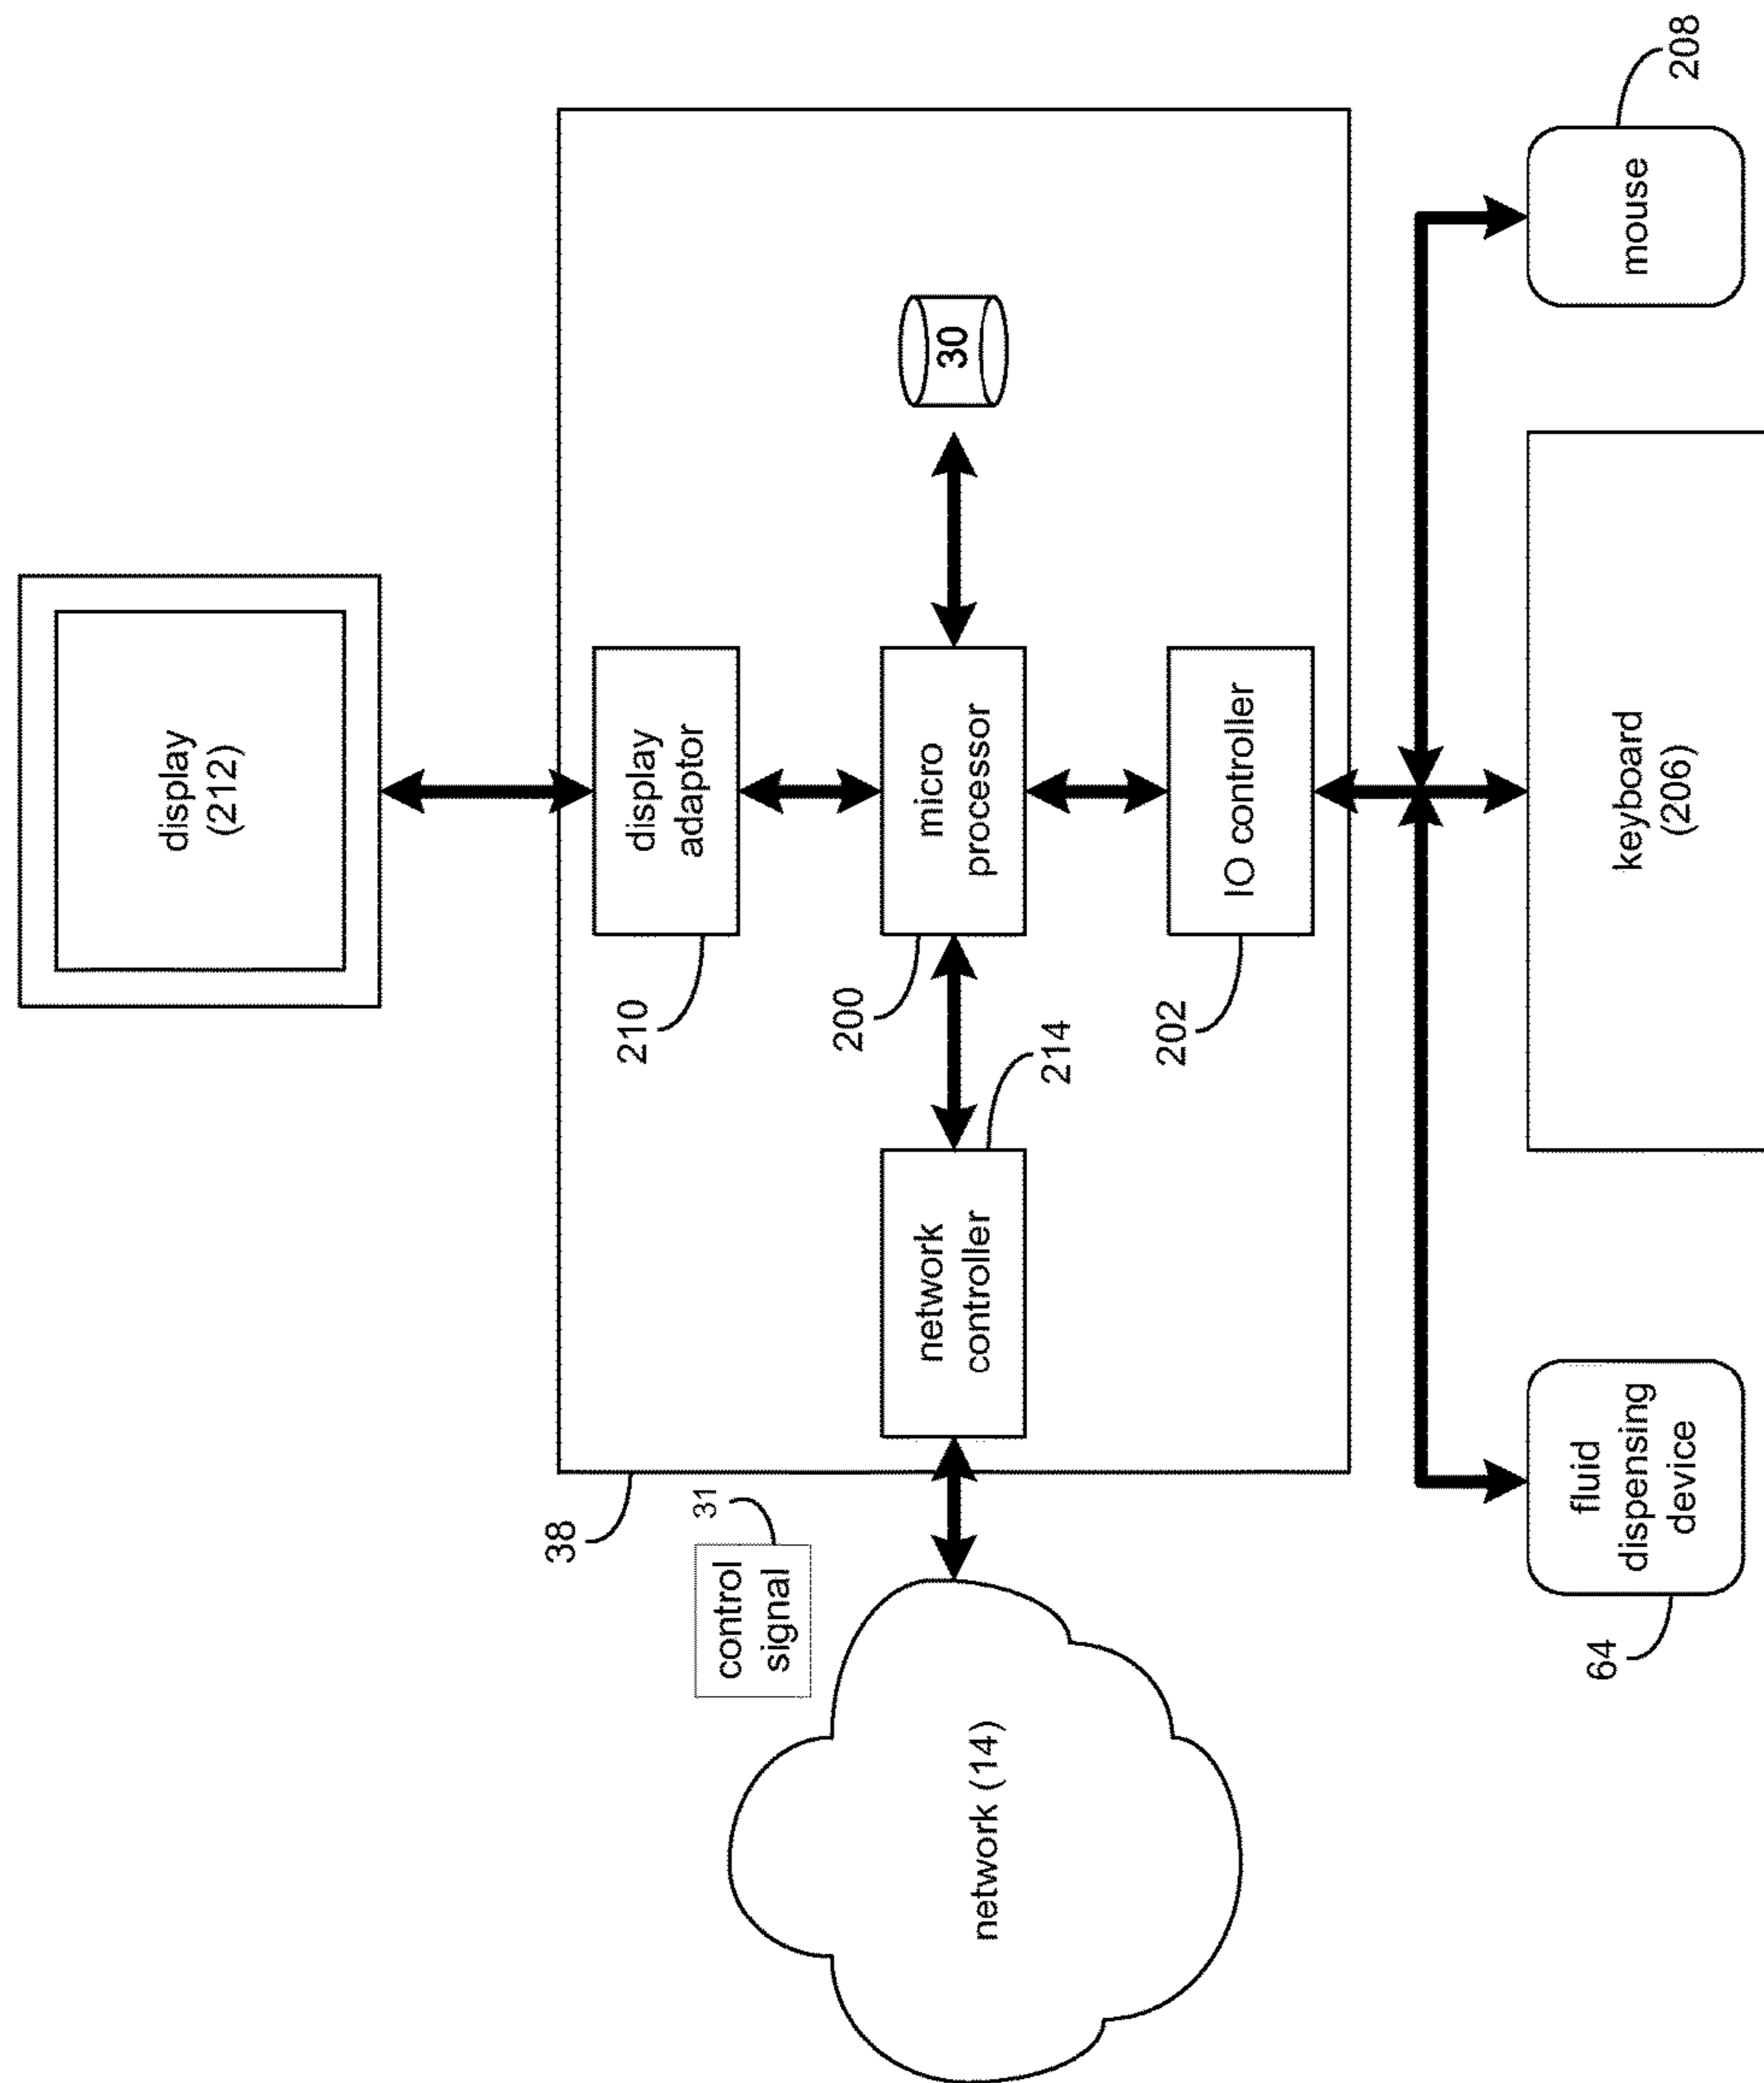 display
(212)
display
adaptor
210
micro
processor
200
30
network
controller
214
IO controller
202
38
31
control
signal
network (14)
keyboard
(206)
mouse
208
fluid
dispensing
device
64